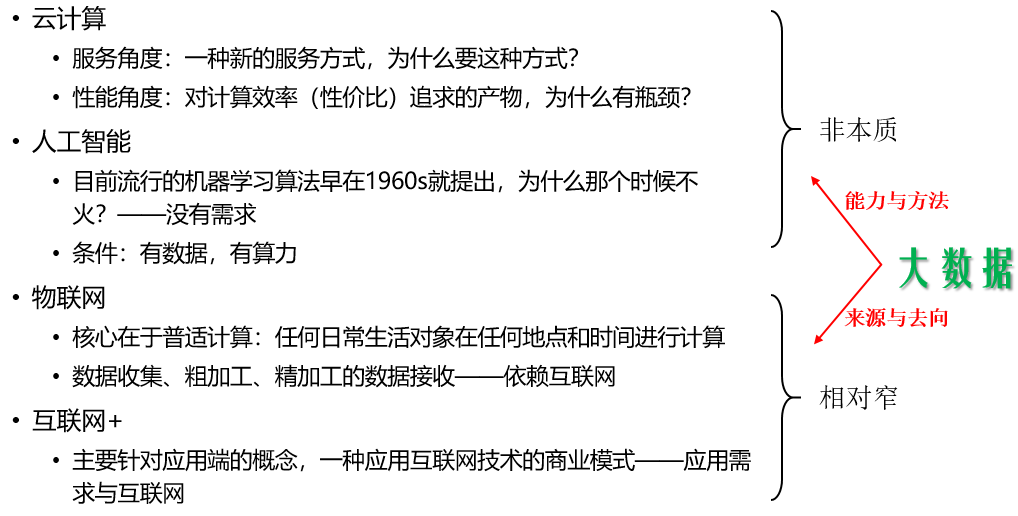 • 云计算
• 服务角度：一种新的服务方式，为什么要这种方式？
• 性能角度：对计算效率（性价比）追求的产物，为什么有瓶颈？
• 人工智能
• 目前流行的机器学习算法早在1960s就提出，为什么那个时候不
火？——没有需求
• 条件：有数据，有算力
• 物联网
• 核心在于普适计算：任何日常生活对象在任何地点和时间进行计算
• 数据收集、粗加工、精加工的数据接收——依赖互联网
• 互联网+
• 主要针对应用端的概念，一种应用互联网技术的商业模式——应用需
求与互联网
非本质
能力与方法
大数据
来源与去向
相对窄